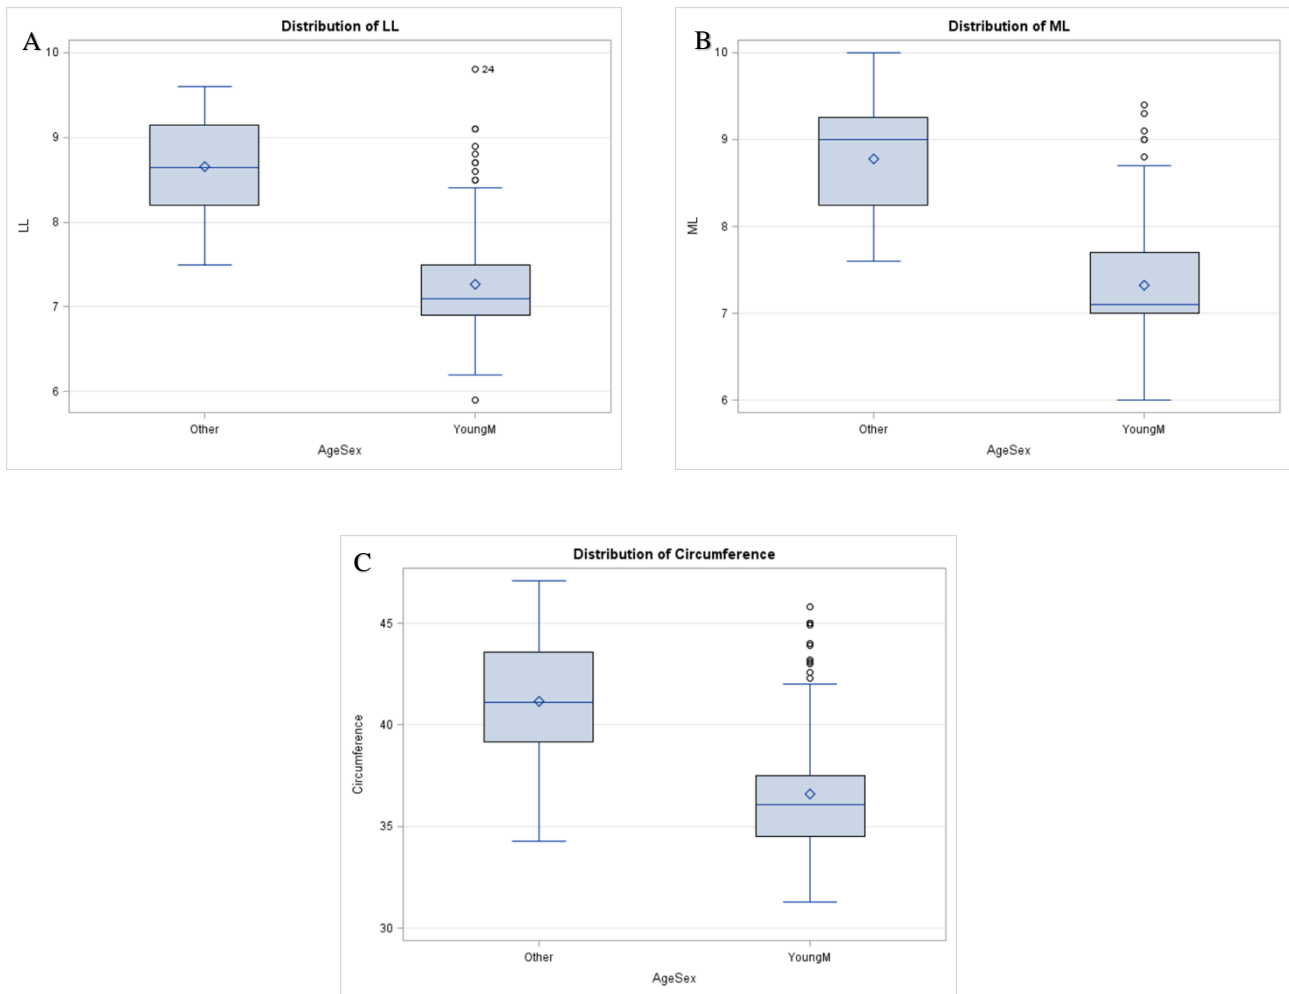 A
Distribution of LL
10
9
8
7
6
LL
24
Other
YoungM
AgeSex
B
Distribution of ML
10
9
8
7
6
ML
Other
YoungM
AgeSex
C
Distribution of Circumference
45
40
35
30
Circumference
Other
YoungM
AgeSex